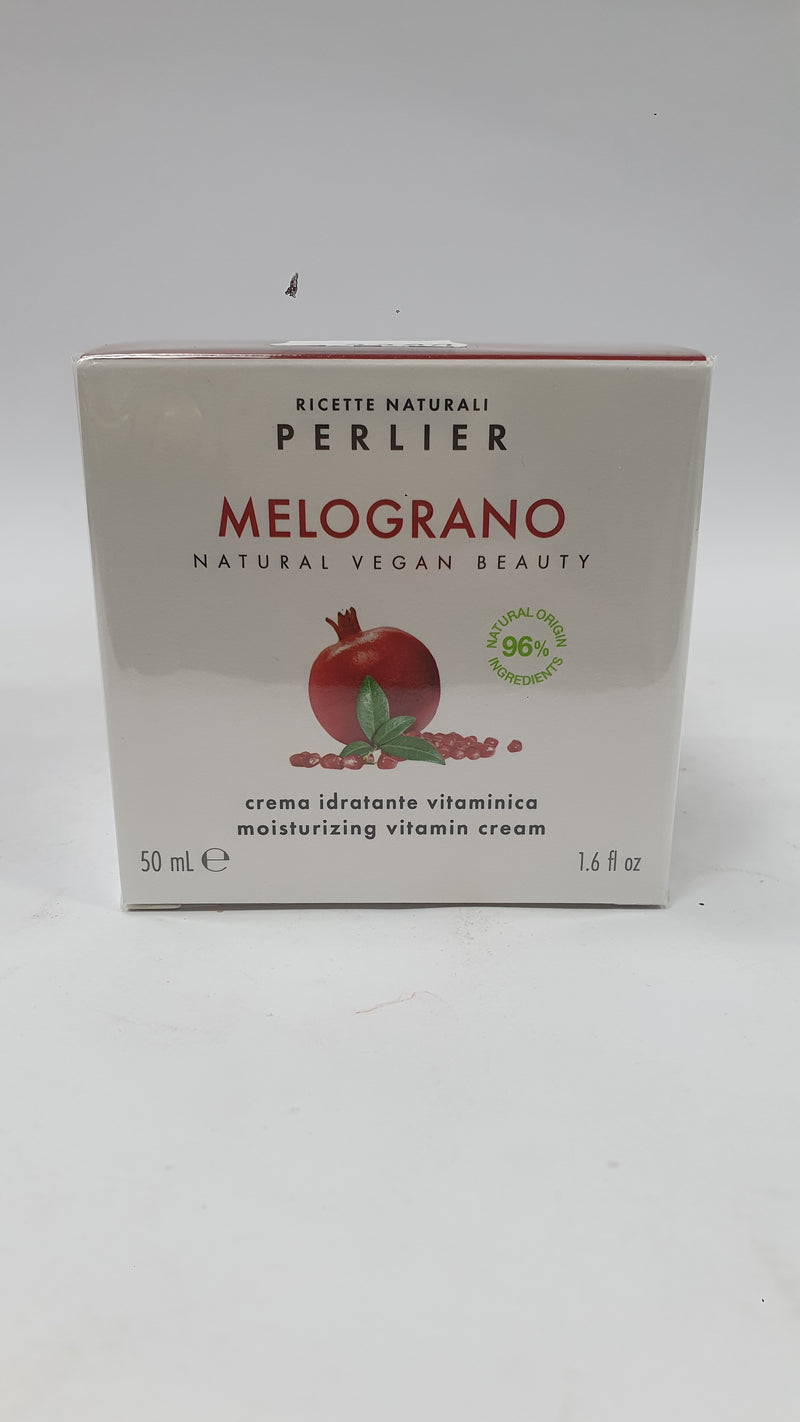 RICETTE NATURALI
PERLIER
MELOGRANO
NATURAL VEGAN BEAUTY
NATURAL ORIGIN
96%
INGREDIENTS
crema idratante vitaminica
moisturizing vitamin cream
50 mL ℮
1.6 fl oz